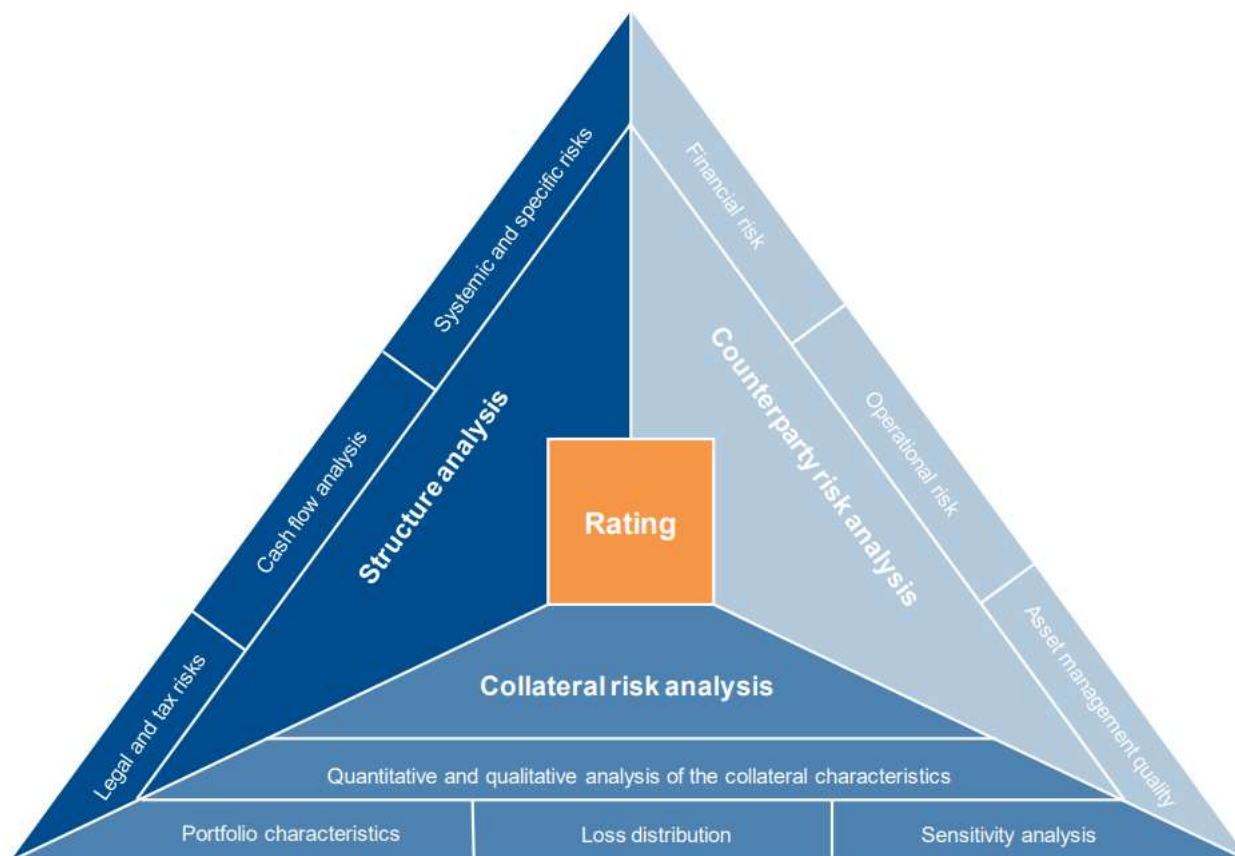 Systemic and specific risks
Cash flow analysis
Legal and tax risks
Structure analysis
Financial risk
Operational risk
Asset management quality
Counterparty risk analysis
Rating
Collateral risk analysis
Quantitative and qualitative analysis of the collateral characteristics
Portfolio characteristics
Loss distribution
Sensitivity analysis